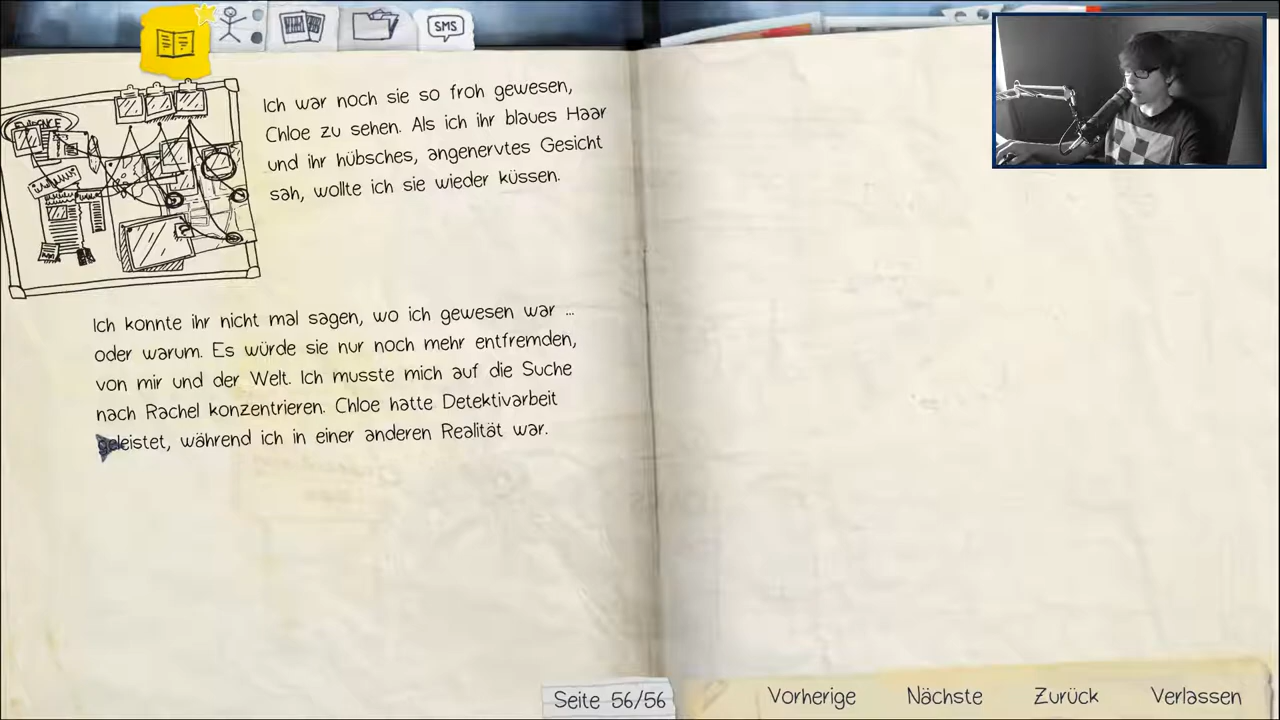 SMS
EVIDENCE
Ich war noch sie so froh gewesen,
Chloe zu sehen. Als ich ihr blaues Haar
und ihr hübsches, angenervtes Gesicht
sah, wollte ich sie wieder küssen.
Ich konnte ihr nicht mal sagen, wo ich gewesen war ...
oder warum. Es würde sie nur noch mehr entfremden,
von mir und der Welt. Ich musste mich auf die Suche
nach Rachel konzentrieren. Chloe hatte Detektivarbeit
geleistet, während ich in einer anderen Realität war.
Seite 56/56
Vorherige
Nächste
Zurück
Verlassen